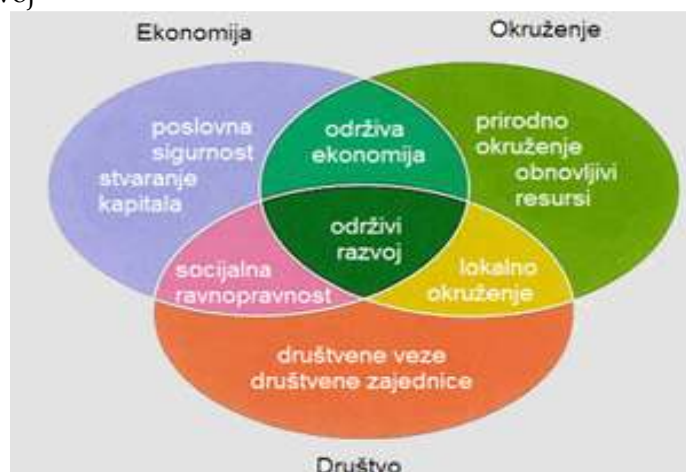 Ekonomija
Okruženje
poslovna
sigurnost
stvaranje
kapitala
održiva
ekonomija
prirodno
okruženje
obnovljivi
resursi
održivi
razvoj
socijalna
ravnopravnost
lokalno
okruženje
društvene veze
društvene zajednice
Društvo